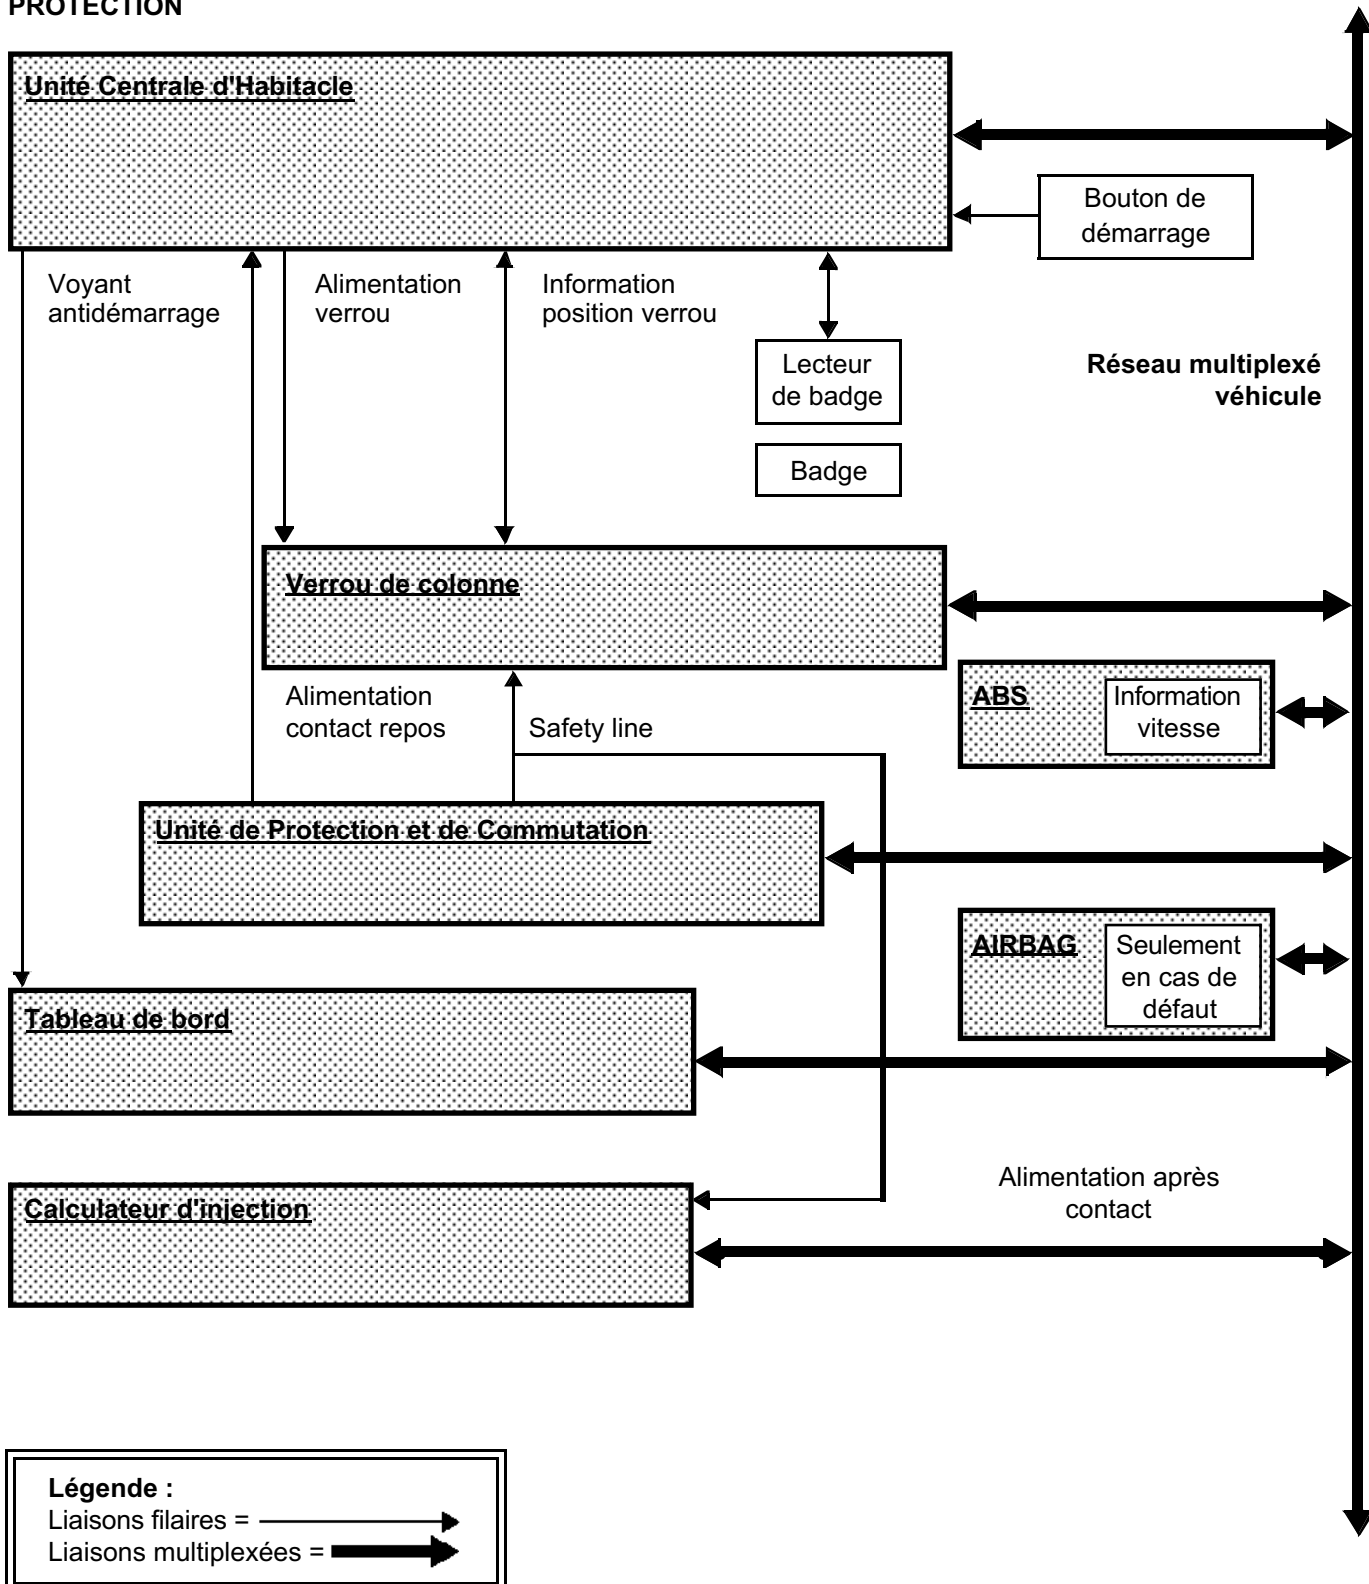 PROTECTION
Unité Centrale d'Habitacle
Bouton de
démarrage
Voyant
antidémarrage
Alimentation
verrou
Information
position verrou
Lecteur
de badge
Badge
Réseau multiplexé
véhicule
Verrou de colonne
Alimentation
contact repos
Safety line
ABS
Information
vitesse
Unité de Protection et de Commutation
AIRBAG
Seulement
en cas de
défaut
Tableau de bord
Alimentation après
contact
Calculateur d'injection
Légende :
Liaisons filaires =
Liaisons multiplexées =